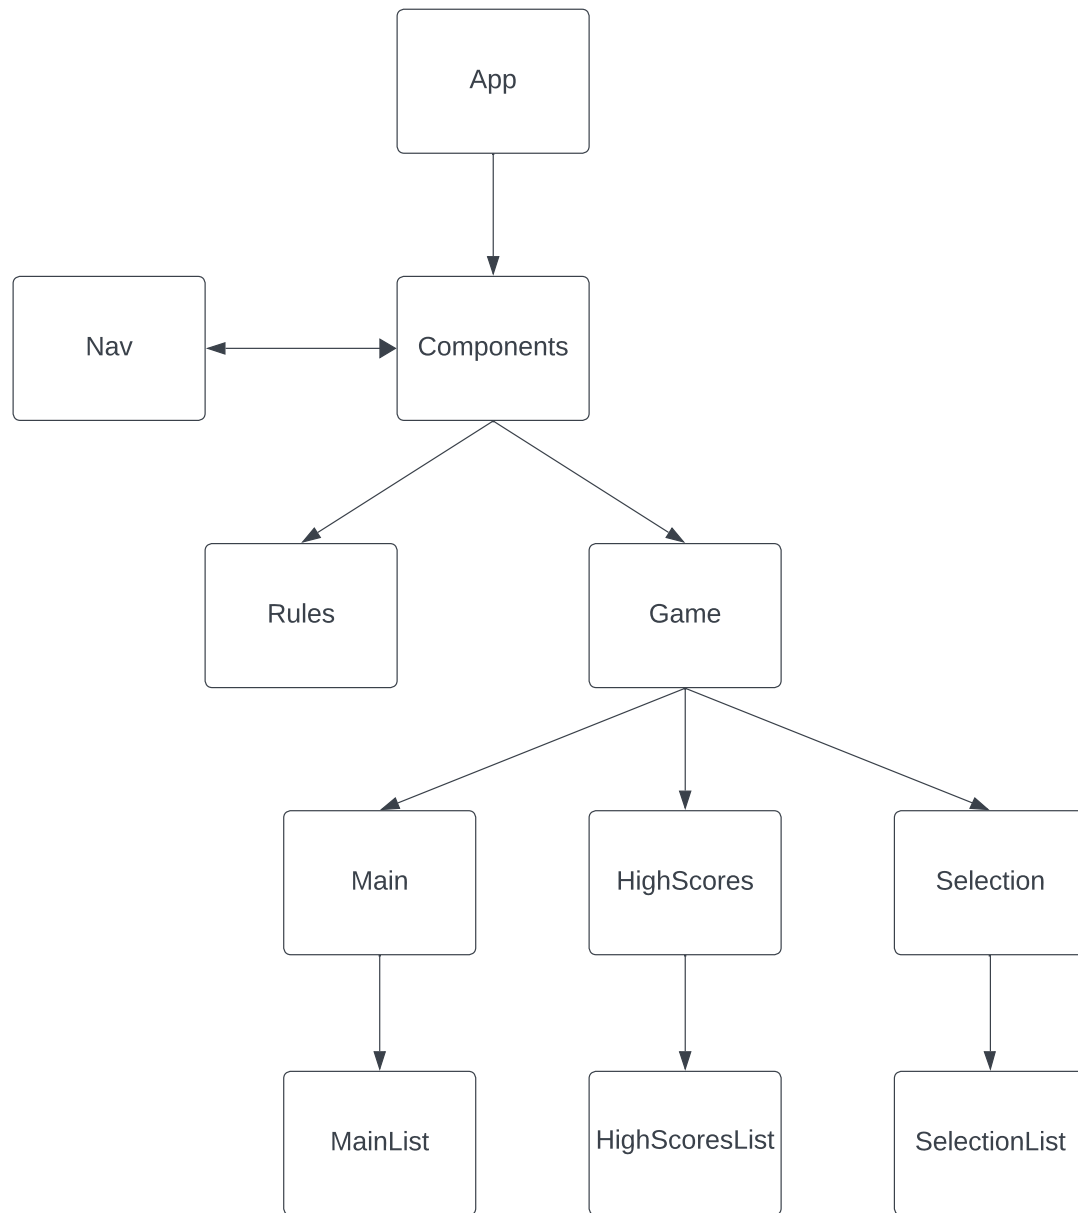 App
Nav
Components
Rules
Game
Main
HighScores
Selection
MainList
HighScoresList
SelectionList